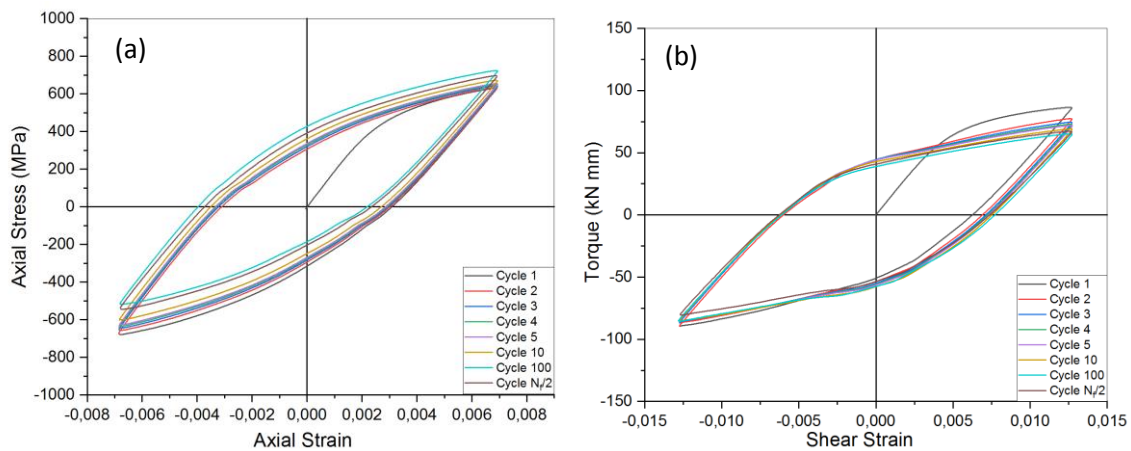 (a)
Axial Stress (MPa)
1000
800
600
400
200
0
-200
-400
-600
-800
-1000
-0,008 -0,006 -0,004 -0,002 0,000 0,002 0,004 0,006 0,008
Axial Strain
Cycle 1
Cycle 2
Cycle 3
Cycle 4
Cycle 5
Cycle 10
Cycle 100
Cycle Nf/2
(b)
Torque (kN mm)
150
100
50
0
-50
-100
-150
-0,015 -0,010 -0,005 0,000 0,005 0,010 0,015
Shear Strain
Cycle 1
Cycle 2
Cycle 3
Cycle 4
Cycle 5
Cycle 10
Cycle 100
Cycle Nf/2